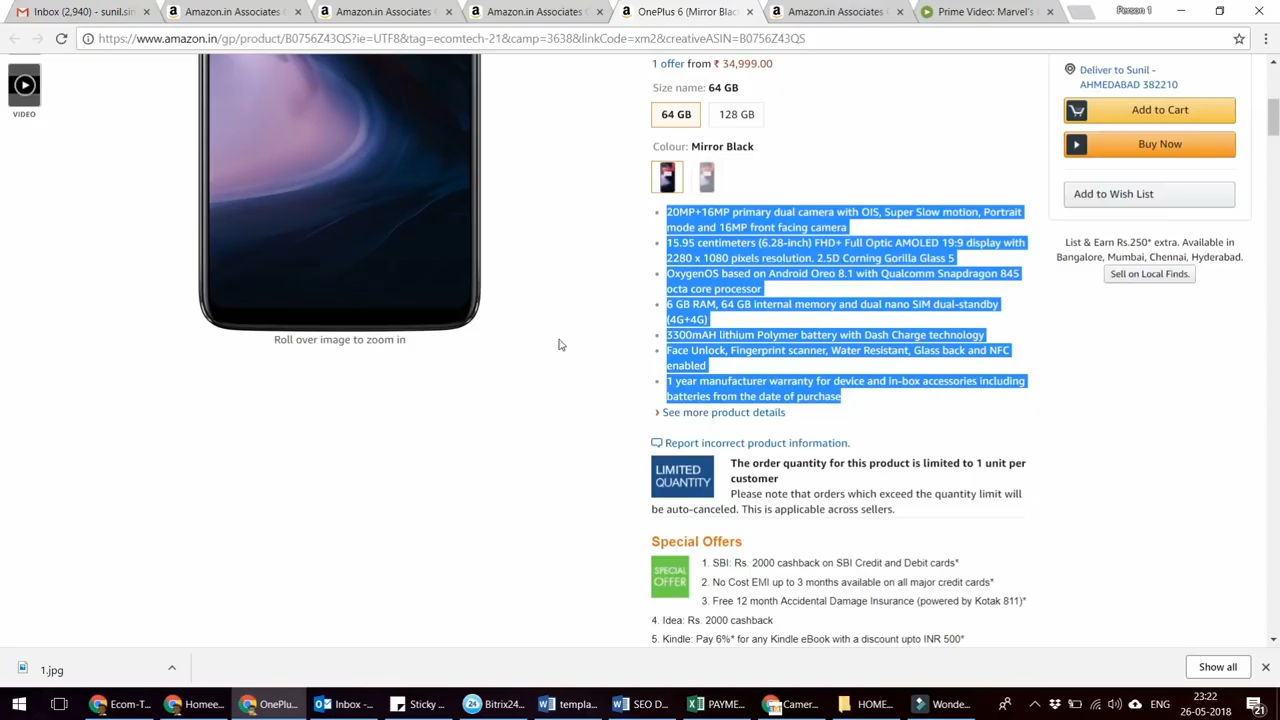 Inbox (2,940) - sunil.sin
Amazon.in Associates C
Amazon.in Associates C
Amazon.in Associates C
OnePlus 6 (Mirror Blac
Amazon.in Associates C
Prime Video: Marvel's
Person 1
https://www.amazon.in/gp/product/B0756Z43QS?ie=UTF8&tag=ecomtech-21&camp=3638&linkCode=xm2&creativeASIN=B0756Z43QS
VIDEO
Roll over image to zoom in
1 offer from ₹ 34,999.00
Size name: 64 GB
64 GB
128 GB
Colour: Mirror Black
20MP+16MP primary dual camera with OIS, Super Slow motion, Portrait
mode and 16MP front facing camera
15.95 centimeters (6.28-inch) FHD+ Full Optic AMOLED 19:9 display with
2280 x 1080 pixels resolution. 2.5D Corning Gorilla Glass 5
OxygenOS based on Android Oreo 8.1 with Qualcomm Snapdragon 845
octa core processor
6 GB RAM, 64 GB internal memory and dual nano SIM dual-standby
(4G+4G)
3300mAH lithium Polymer battery with Dash Charge technology
Face Unlock, Fingerprint scanner, Water Resistant, Glass back and NFC
enabled
1 year manufacturer warranty for device and in-box accessories including
batteries from the date of purchase
› See more product details
Report incorrect product information.
LIMITED
QUANTITY
The order quantity for this product is limited to 1 unit per
customer
Please note that orders which exceed the quantity limit will
be auto-canceled. This is applicable across sellers.
Special Offers
SPECIAL
OFFER
1. SBI: Rs. 2000 cashback on SBI Credit and Debit cards*
2. No Cost EMI up to 3 months available on all major credit cards*
3. Free 12 month Accidental Damage Insurance (powered by Kotak 811)*
4. Idea: Rs. 2000 cashback
5. Kindle: Pay 6%* for any Kindle eBook with a discount upto INR 500*
Deliver to Sunil -
AHMEDABAD 382210
Add to Cart
Buy Now
Add to Wish List
List & Earn Rs.250* extra. Available in
Bangalore, Mumbai, Chennai, Hyderabad.
Sell on Local Finds.
1.jpg
Show all
Ecom-T...
Homee...
OnePlu...
Inbox -...
Sticky ...
Bitrix24...
templa...
SEO D...
PAYME...
Camer...
HOME...
Wonde...
ENG
23:22
26-05-2018
21